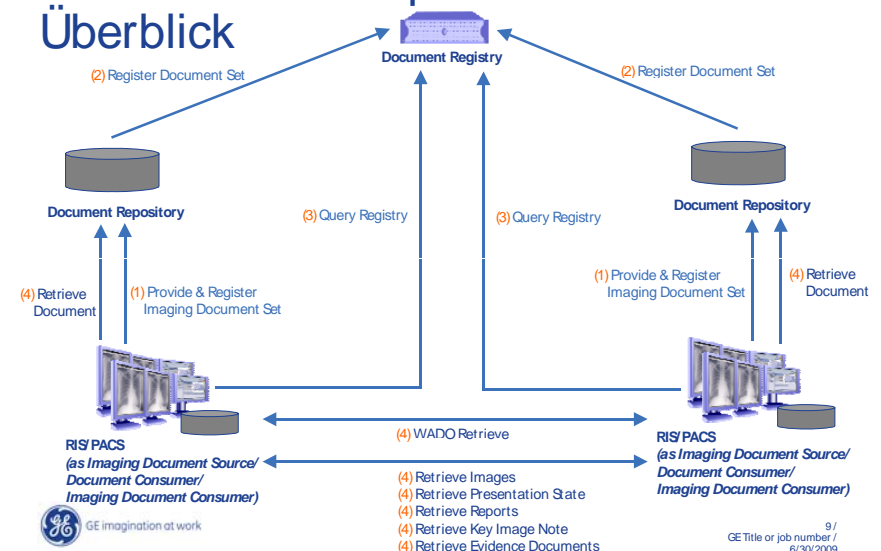 Überblick
Document Registry
(2) Register Document Set
(2) Register Document Set
Document Repository
Document Repository
(3) Query Registry
(3) Query Registry
(4) Retrieve
Document
(1) Provide & Register
Imaging Document Set
(1) Provide & Register
Imaging Document Set
(4) Retrieve
Document
RIS/PACS
(as Imaging Document Source/
Document Consumer/
Imaging Document Consumer)
(4) WADO Retrieve
(4) Retrieve Images
(4) Retrieve Presentation State
(4) Retrieve Reports
(4) Retrieve Key Image Note
(4) Retrieve Evidence Documents
RIS/PACS
(as Imaging Document Source/
Document Consumer/
Imaging Document Consumer)
GE imagination at work
9 /
GE Title or job number /
6/30/2009